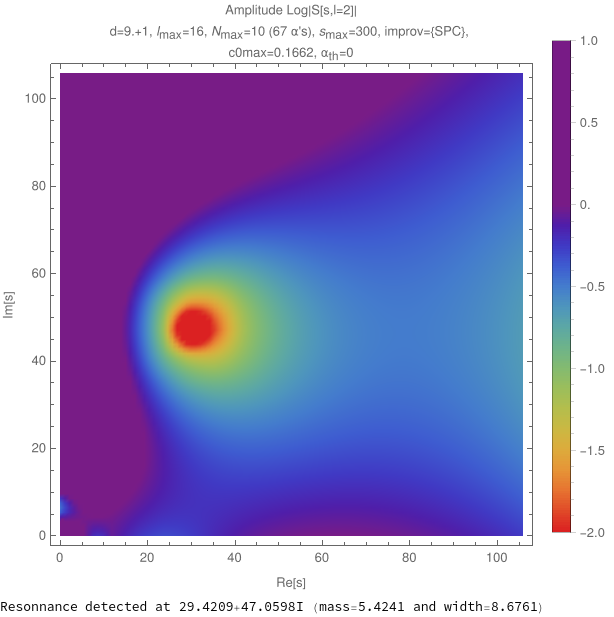 Amplitude Log|S[s,l=2]|
d=9.+1, lmax=16, Nmax=10 (67 α's), smax=300, improv={SPC},
c0max=0.1662, αth=0
1.0
100
0.5
80
0.
60
Im[s]
-0.5
40
-1.0
20
-1.5
0
-2.0
0 20 40 60 80 100
Re[s]
Resonnance detected at 29.4209+47.0598I (mass=5.4241 and width=8.6761)